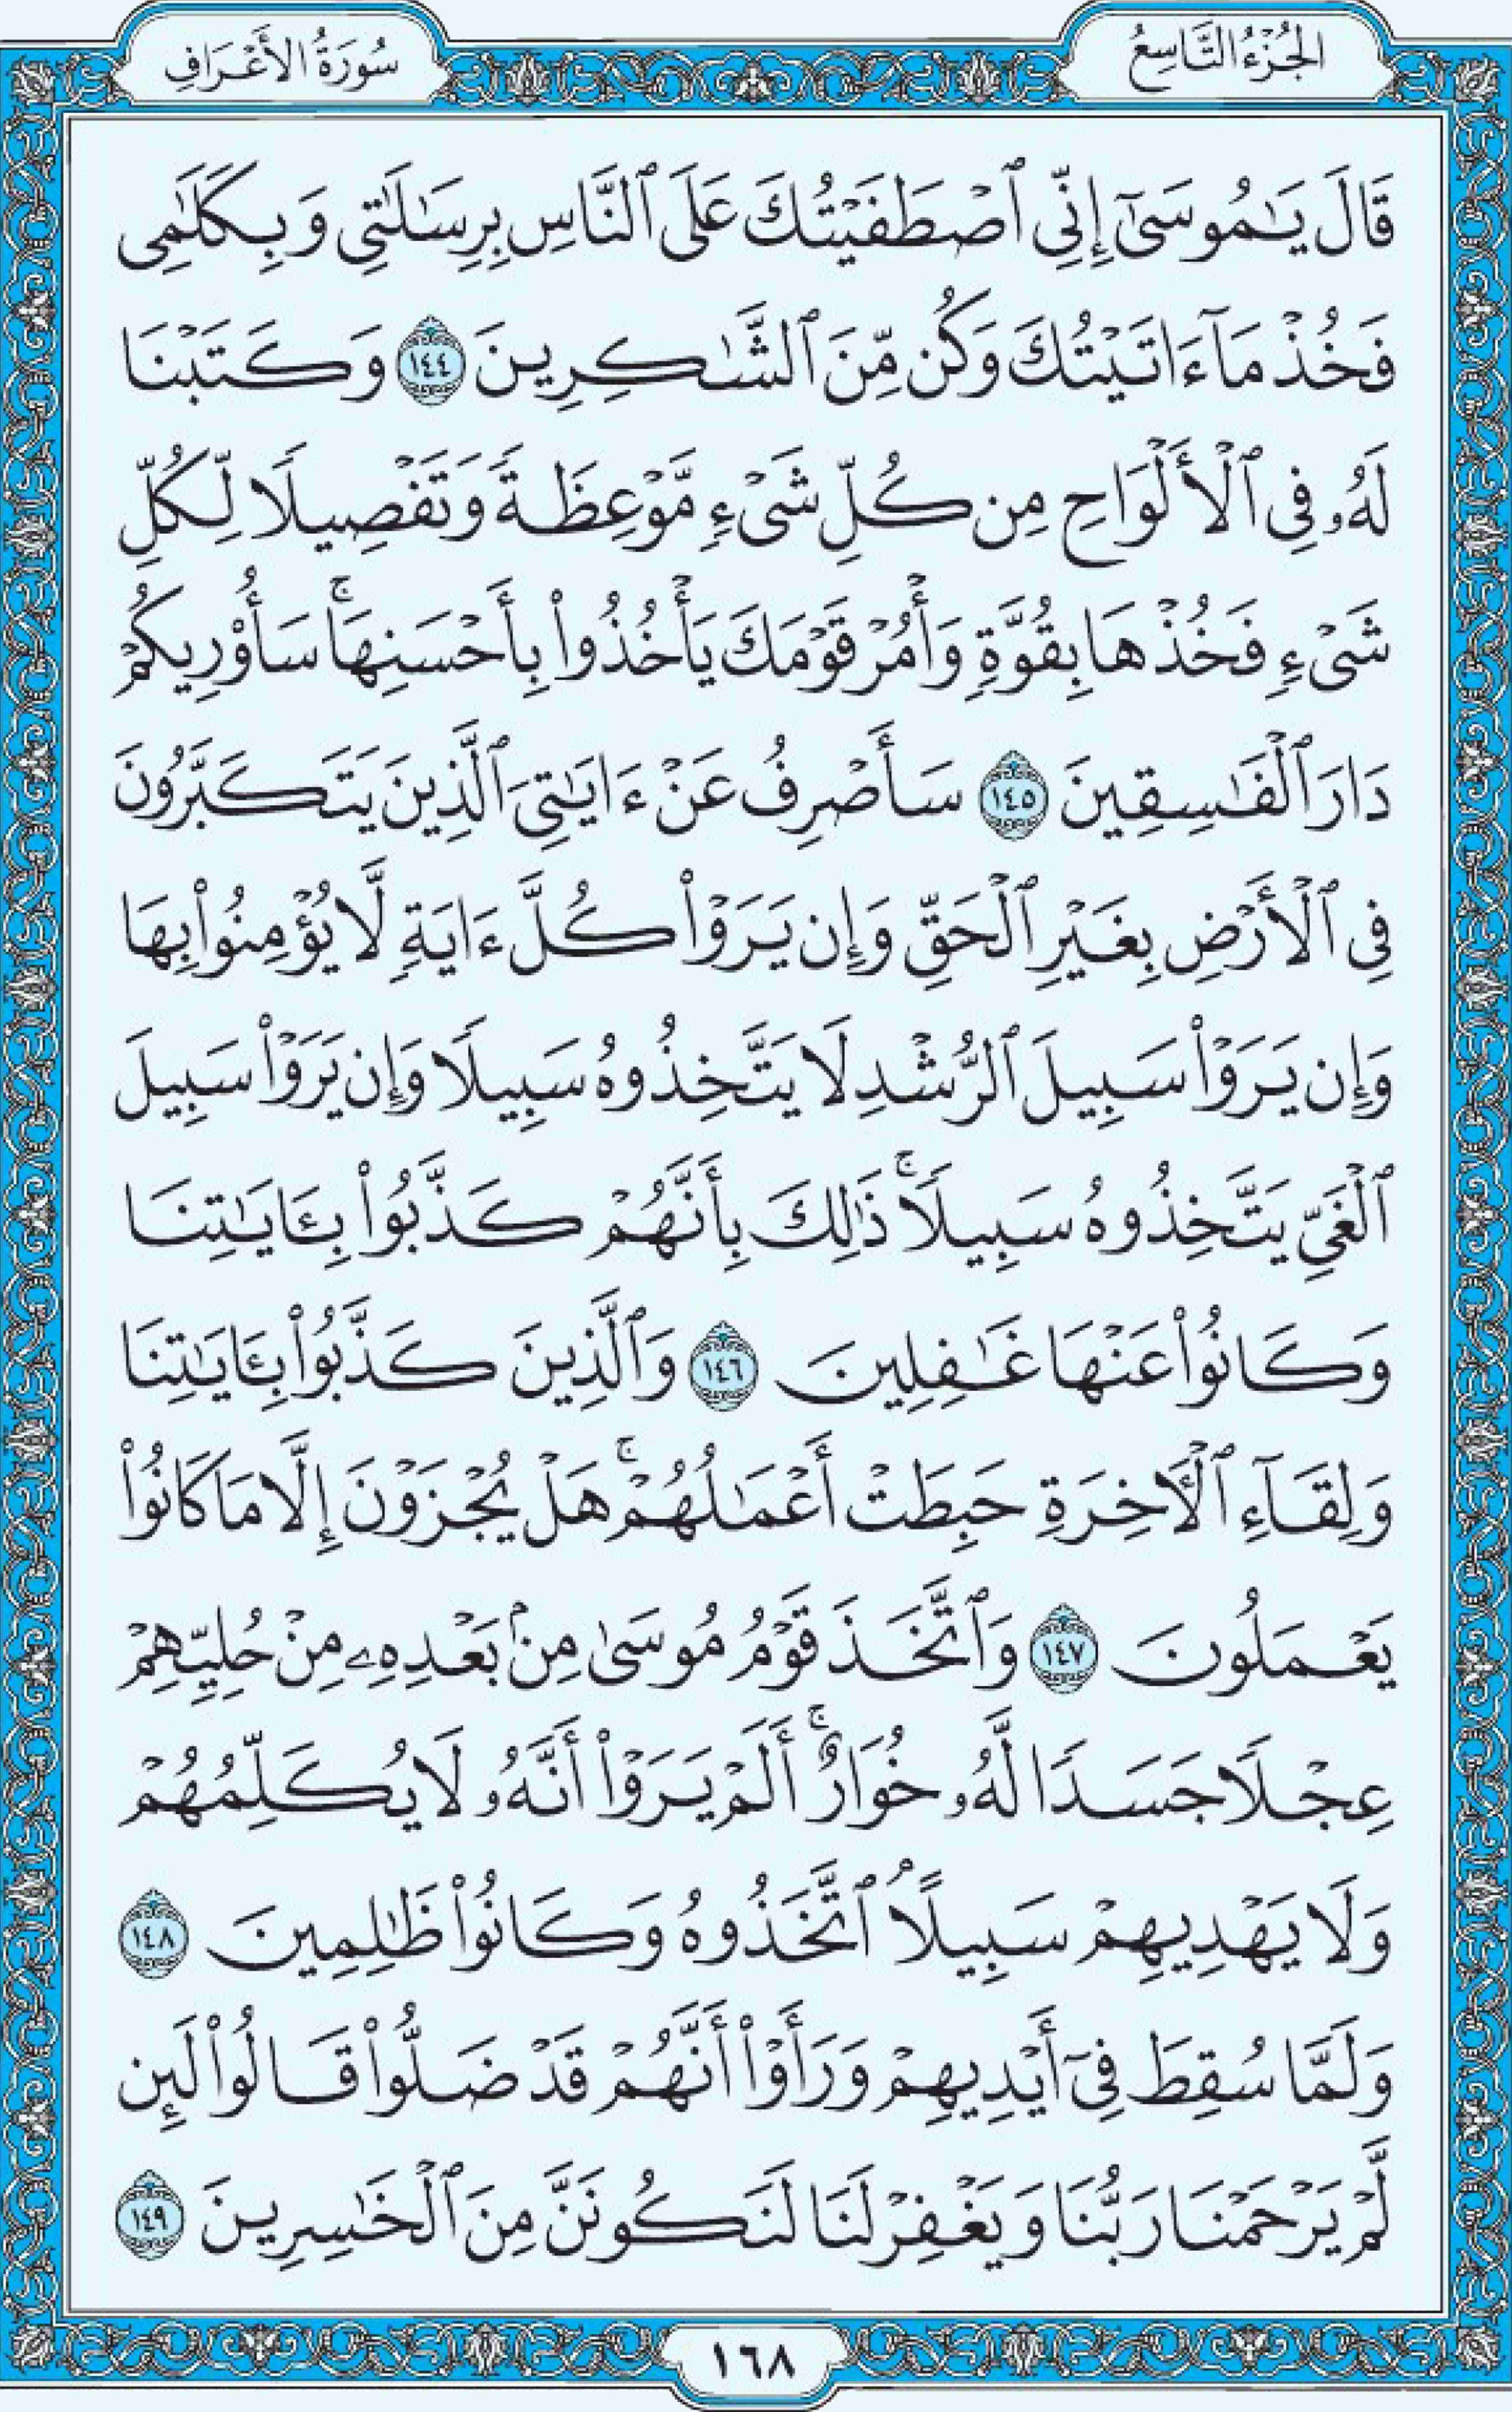 الجُزْءُ التَّاسِعُ
سُورَةُ الأَعْرَافِ
قَالَ يَٰمُوسَىٰٓ إِنِّى ٱصْطَفَيْتُكَ عَلَى ٱلنَّاسِ بِرِسَٰلَٰتِى وَبِكَلَٰمِى
فَخُذْ مَآ ءَاتَيْتُكَ وَكُن مِّنَ ٱلشَّٰكِرِينَ ١٤٤ وَكَتَبْنَا
لَهُۥ فِى ٱلْأَلْوَاحِ مِن كُلِّ شَىْءٍ مَّوْعِظَةً وَتَفْصِيلًا لِّكُلِّ
شَىْءٍ فَخُذْهَا بِقُوَّةٍ وَأْمُرْ قَوْمَكَ يَأْخُذُوا۟ بِأَحْسَنِهَا ۚ سَأُو۟رِيكُمْ
دَارَ ٱلْفَٰسِقِينَ ١٤٥ سَأَصْرِفُ عَنْ ءَايَٰتِىَ ٱلَّذِينَ يَتَكَبَّرُونَ
فِى ٱلْأَرْضِ بِغَيْرِ ٱلْحَقِّ وَإِن يَرَوْا۟ كُلَّ ءَايَةٍ لَّا يُؤْمِنُوا۟ بِهَا
وَإِن يَرَوْا۟ سَبِيلَ ٱلرُّشْدِ لَا يَتَّخِذُوهُ سَبِيلًا وَإِن يَرَوْا۟ سَبِيلَ
ٱلْغَىِّ يَتَّخِذُوهُ سَبِيلًا ۚ ذَٰلِكَ بِأَنَّهُمْ كَذَّبُوا۟ بِـَٔايَٰتِنَا
وَكَانُوا۟ عَنْهَا غَٰفِلِينَ ١٤٦ وَٱلَّذِينَ كَذَّبُوا۟ بِـَٔايَٰتِنَا
وَلِقَآءِ ٱلْـَٔاخِرَةِ حَبِطَتْ أَعْمَٰلُهُمْ ۚ هَلْ يُجْزَوْنَ إِلَّا مَا كَانُوا۟
يَعْمَلُونَ ١٤٧ وَٱتَّخَذَ قَوْمُ مُوسَىٰ مِنۢ بَعْدِهِۦ مِنْ حُلِيِّهِمْ
عِجْلًا جَسَدًا لَّهُۥ خُوَارٌ ۚ أَلَمْ يَرَوْا۟ أَنَّهُۥ لَا يُكَلِّمُهُمْ
وَلَا يَهْدِيهِمْ سَبِيلًا ۘ ٱتَّخَذُوهُ وَكَانُوا۟ ظَٰلِمِينَ ١٤٨
وَلَمَّا سُقِطَ فِىٓ أَيْدِيهِمْ وَرَأَوْا۟ أَنَّهُمْ قَدْ ضَلُّوا۟ قَالُوا۟ لَئِن
لَّمْ يَرْحَمْنَا رَبُّنَا وَيَغْفِرْ لَنَا لَنَكُونَنَّ مِنَ ٱلْخَٰسِرِينَ ١٤٩
١٦٨